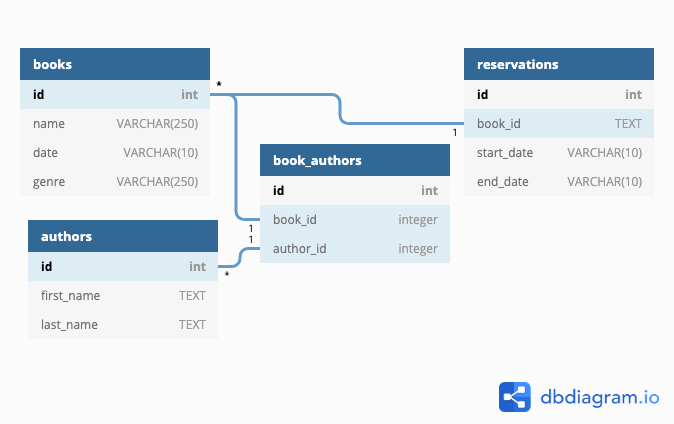 books
id int
name VARCHAR(250)
date VARCHAR(10)
genre VARCHAR(250)
*
reservations
id int
book_id TEXT
start_date VARCHAR(10)
end_date VARCHAR(10)
1
book_authors
id int
book_id integer
author_id integer
1
1
authors
id int
first_name TEXT
last_name TEXT
*
dbdiagram.io